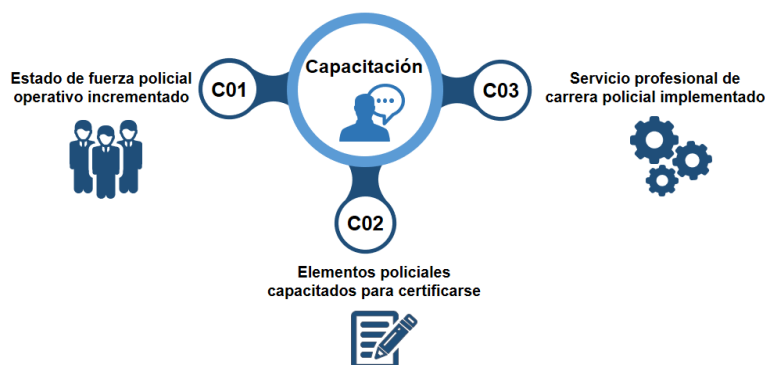 Capacitación
C01
Estado de fuerza policial
operativo incrementado
C03
Servicio profesional de
carrera policial implementado
C02
Elementos policiales
capacitados para certificarse